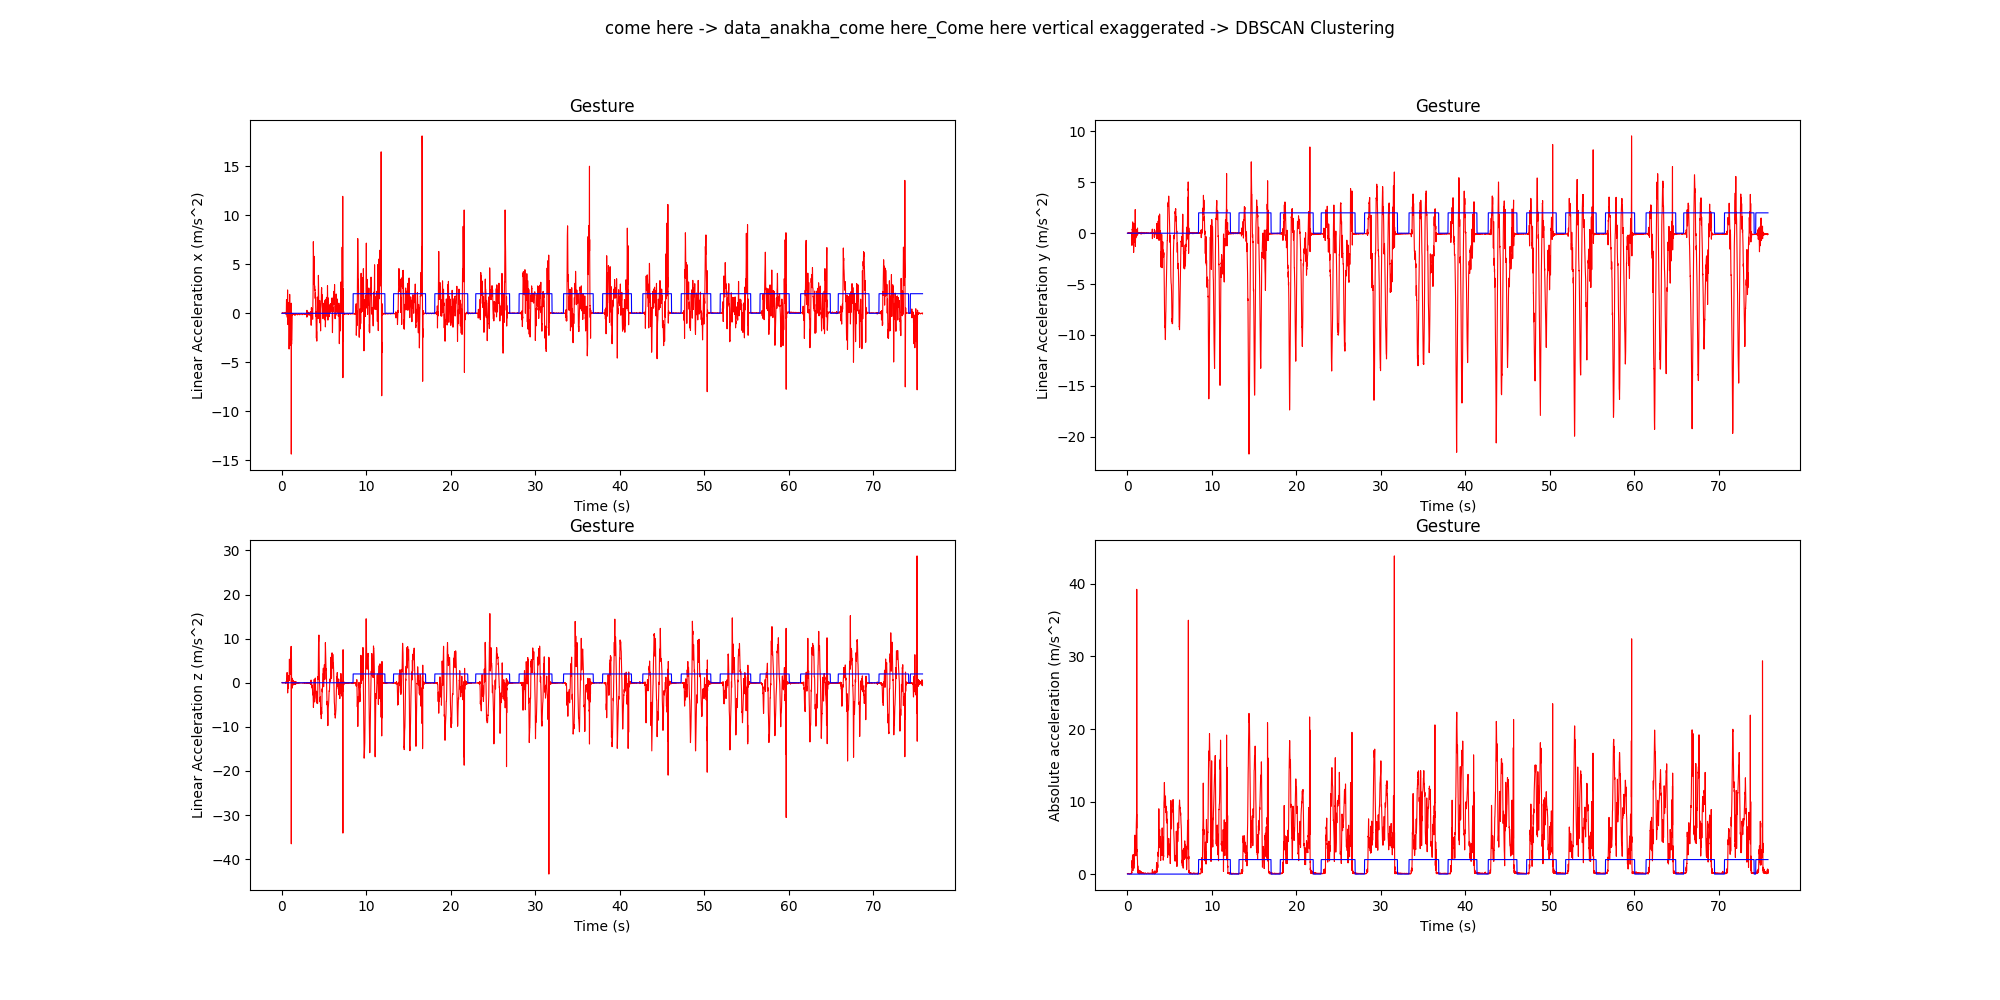 come here -> data_anakha_come here_Come here vertical exaggerated -> DBSCAN Clustering
Gesture
Linear Acceleration x (m/s^2)
15
10
5
0
−5
−10
−15
0 10 20 30 40 50 60 70
Time (s)
Gesture
Linear Acceleration y (m/s^2)
10
5
0
−5
−10
−15
−20
0 10 20 30 40 50 60 70
Time (s)
Gesture
Linear Acceleration z (m/s^2)
30
20
10
0
−10
−20
−30
−40
0 10 20 30 40 50 60 70
Time (s)
Gesture
Absolute acceleration (m/s^2)
40
30
20
10
0
0 10 20 30 40 50 60 70
Time (s)